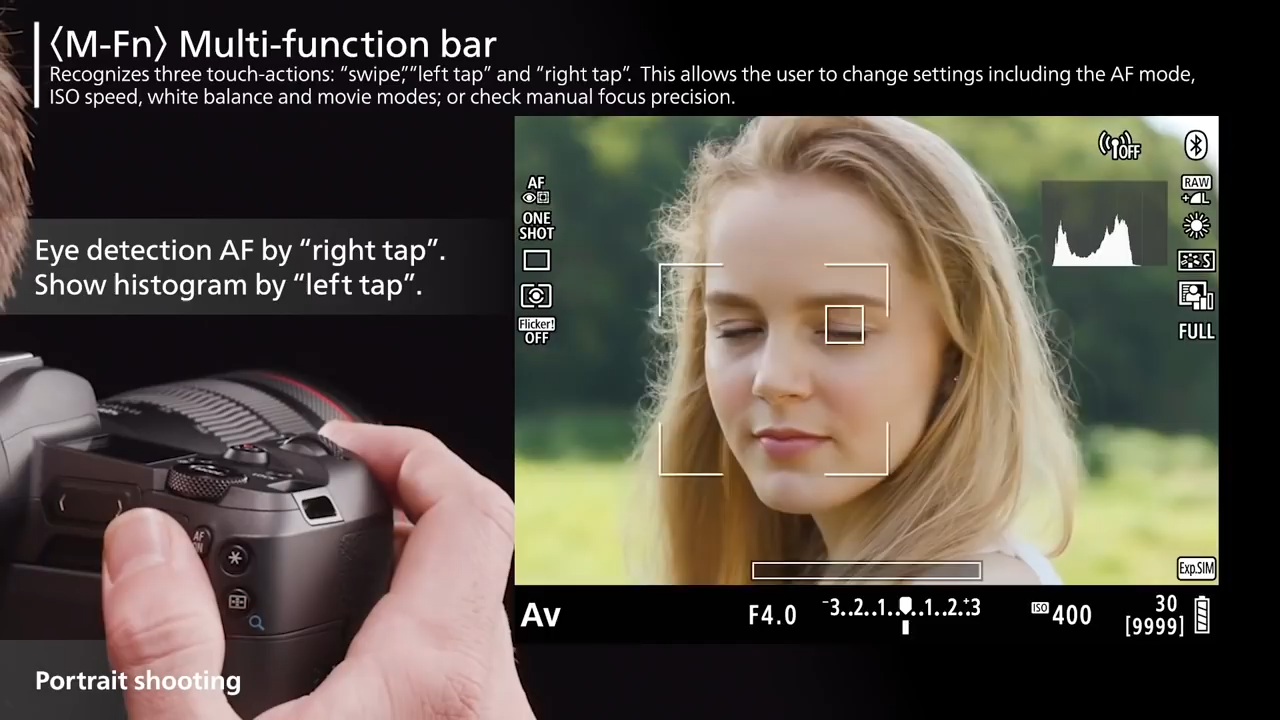 〈M-Fn〉 Multi-function bar
Recognizes three touch-actions: “swipe,”“left tap” and “right tap”. This allows the user to change settings including the AF mode,
ISO speed, white balance and movie modes; or check manual focus precision.
Eye detection AF by “right tap”.
Show histogram by “left tap”.
AF
ONE
SHOT
Flicker!
OFF
OFF
RAW
+L
S
FULL
Exp.SIM
Av
F4.0
-3..2..1..0..1..2.:+3
ISO 400
30
[9999]
AF
ON
*
Portrait shooting